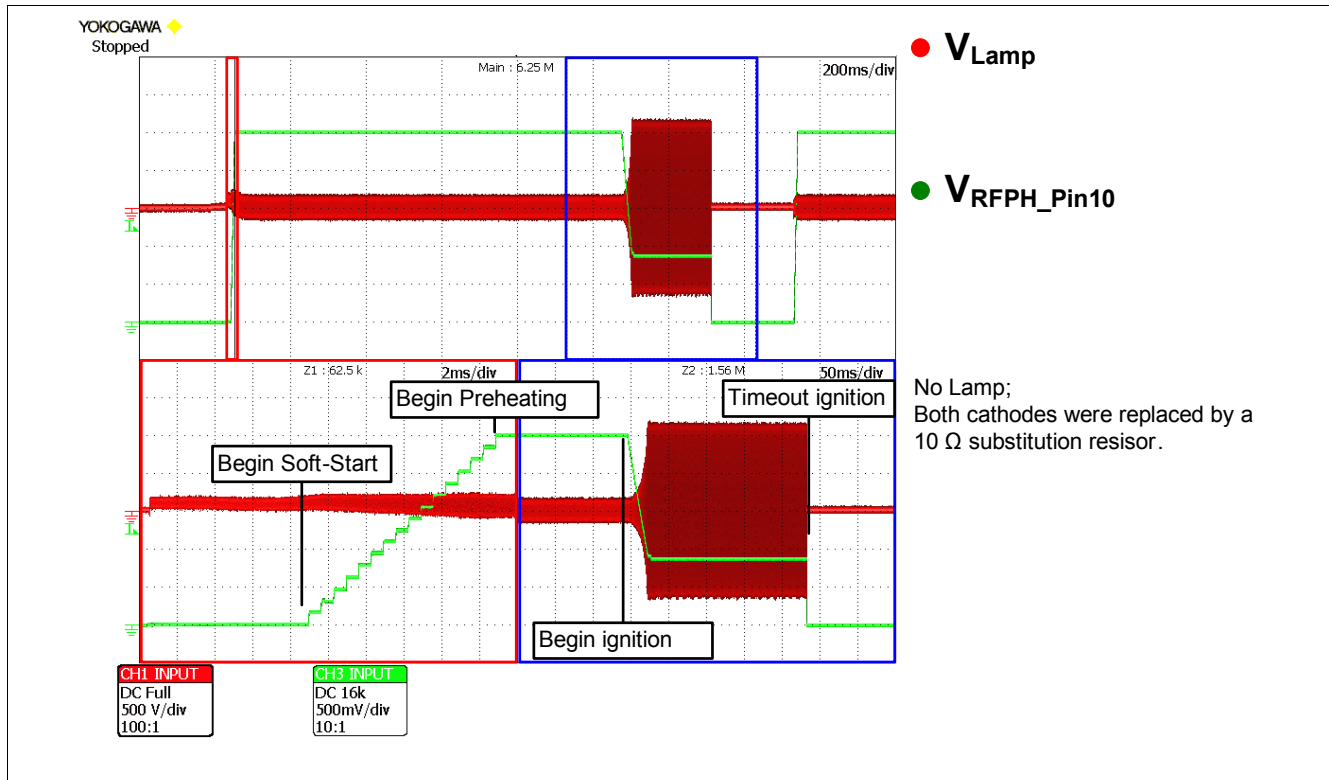 YOKOGAWA
Stopped
Main : 6.25 M
200ms/div
V_Lamp
V_RFPH_Pin10
Z1 : 62.5 k
2ms/div
Z2 : 1.56 M
50ms/div
Begin Preheating
Timeout ignition
Begin Soft-Start
Begin ignition
No Lamp;
Both cathodes were replaced by a
10 Ω substitution resisor.
CH1 INPUT
DC Full
500 V/div
100:1
CH3 INPUT
DC 16k
500mV/div
10:1